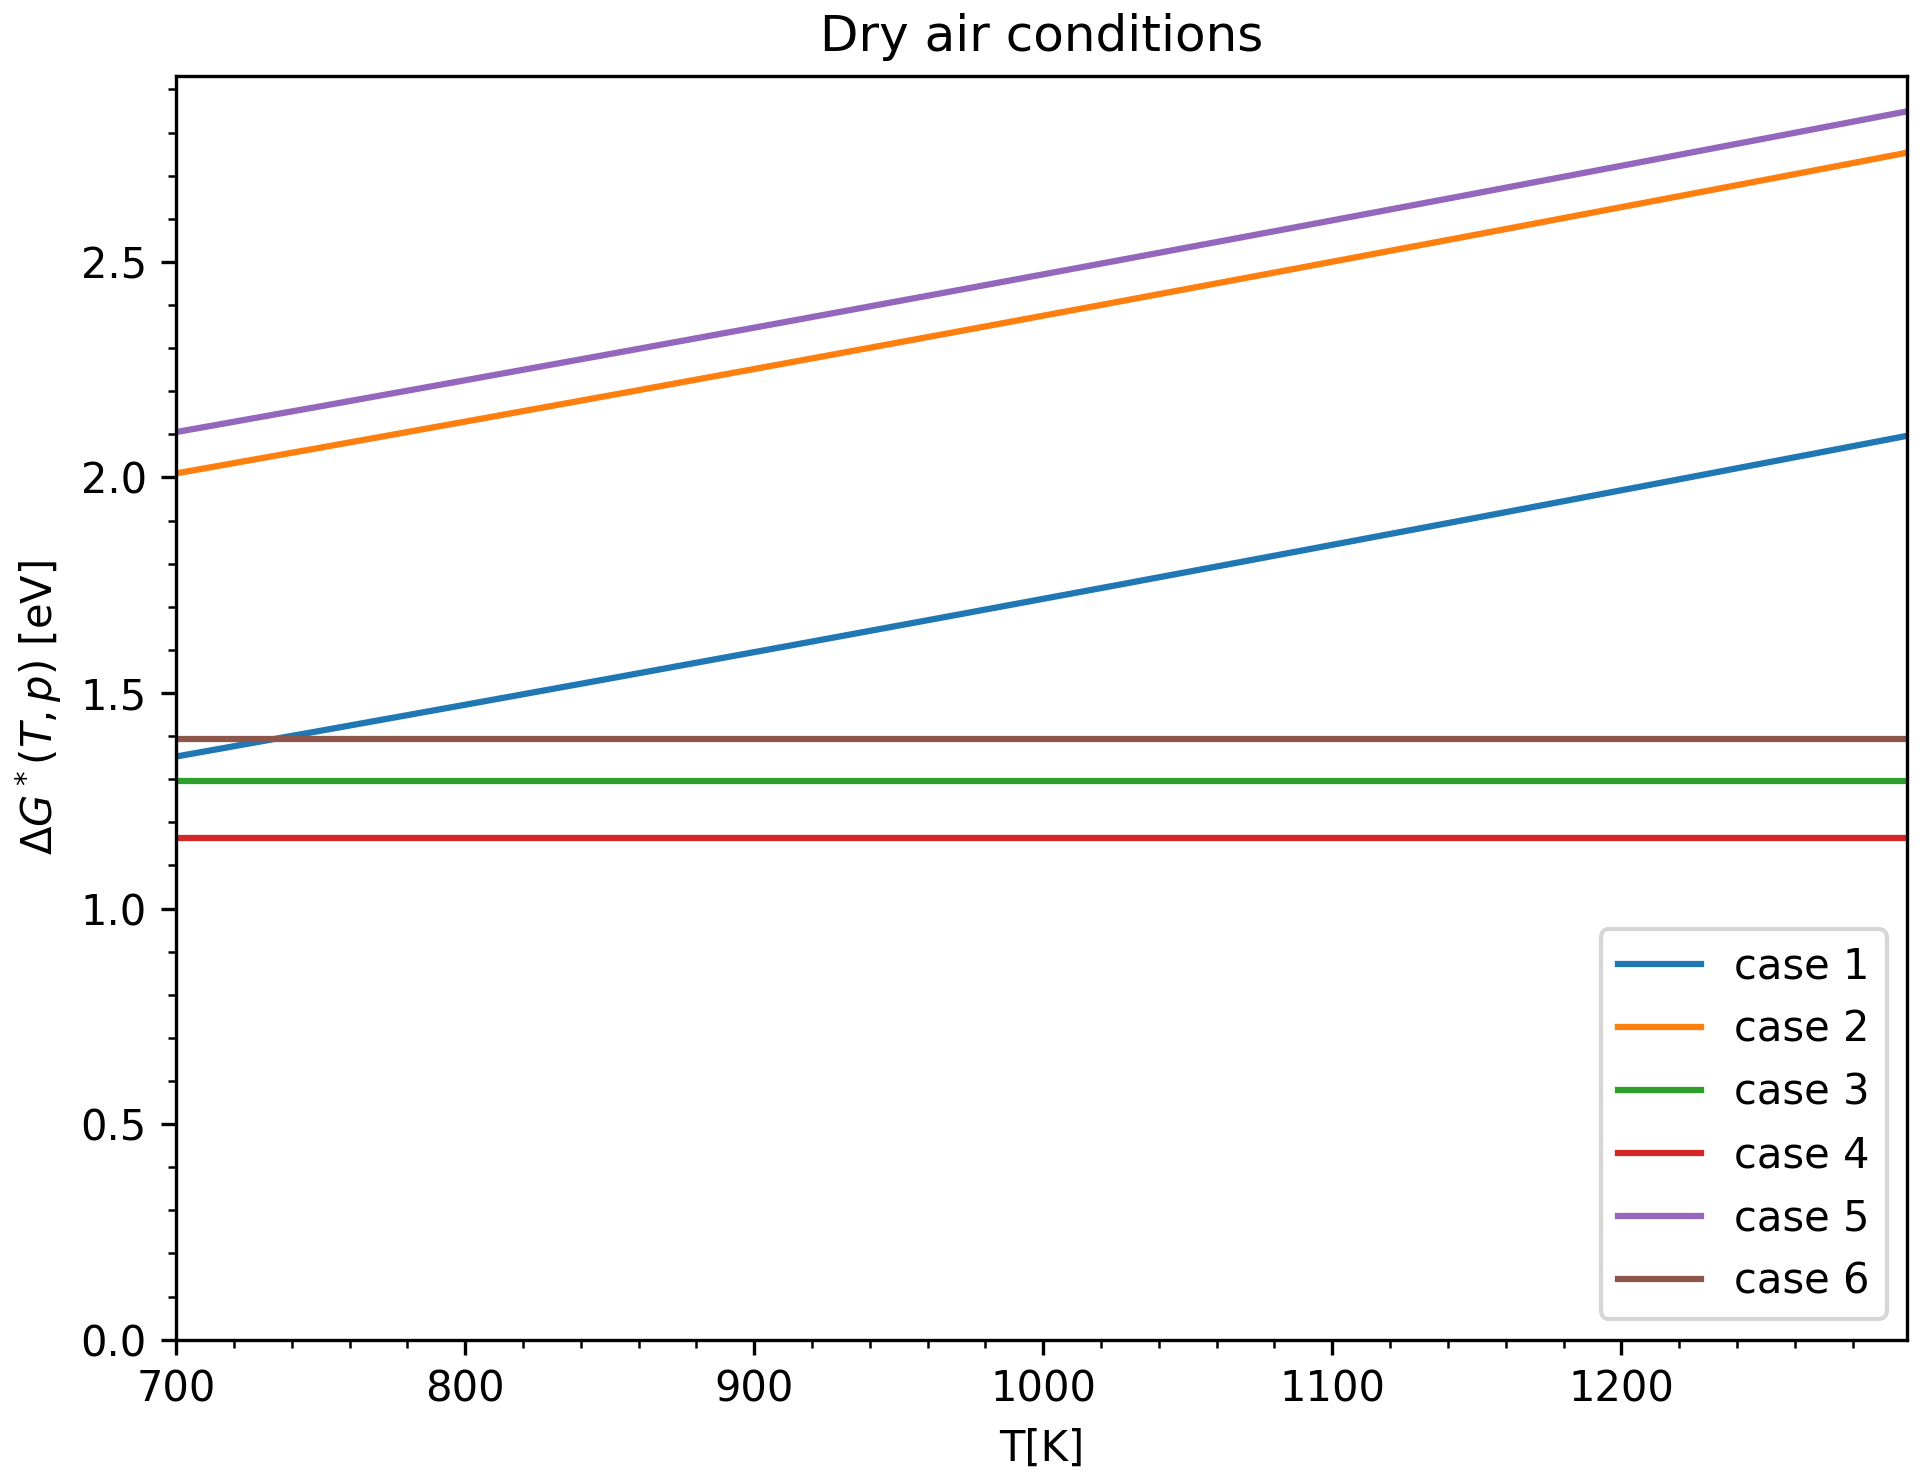 Dry air conditions
ΔG*(T,p) [eV]
2.5
2.0
1.5
1.0
0.5
0.0
700 800 900 1000 1100 1200
T[K]
case 1
case 2
case 3
case 4
case 5
case 6